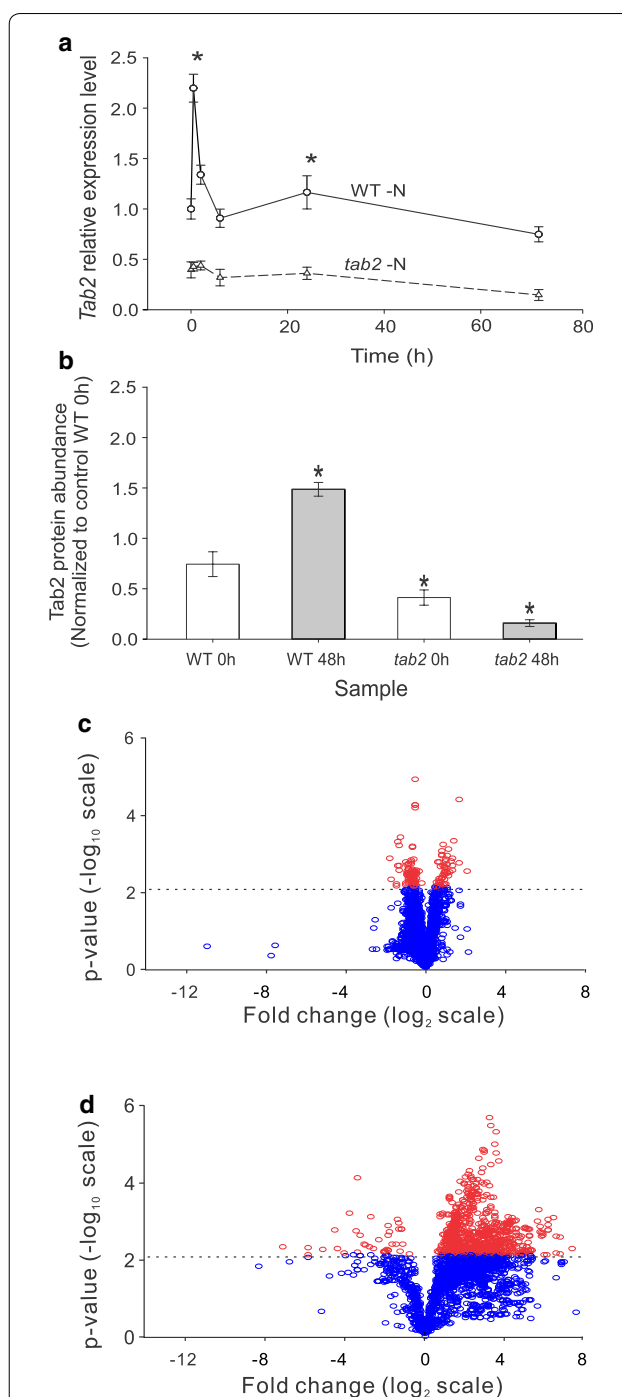 a
Tab2 relative expression level
2.5
2.0
1.5
1.0
0.5
0.0
*
*
WT -N
tab2 -N
0 20 40 60 80
Time (h)
b
Tab2 protein abundance
(Normalized to control WT 0h)
2.5
2.0
1.5
1.0
0.5
0.0
*
*
*
WT 0h WT 48h tab2 0h tab2 48h
Sample
c
p-value (-log10 scale)
6
4
2
0
-12 -8 -4 0 4 8
Fold change (log2 scale)
d
p-value (-log10 scale)
6
4
2
0
-12 -8 -4 0 4 8
Fold change (log2 scale)